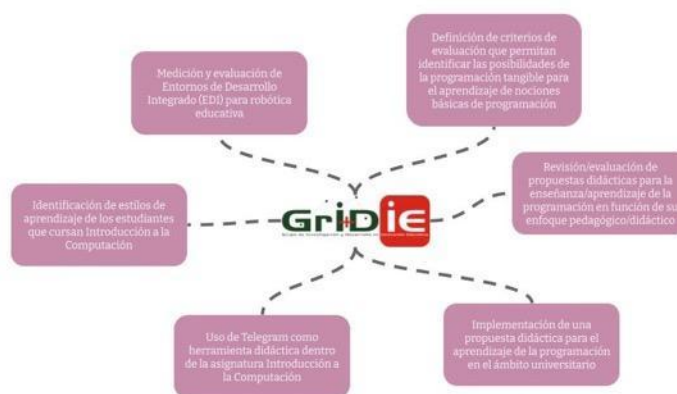 Medición y evaluación de
Entornos de Desarrollo
Integrado (EDI) para robótica
educativa
Definición de criterios de
evaluación que permitan
identificar las posibilidades de
la programación tangible para
el aprendizaje de nociones
básicas de programación
Identificación de estilos de
aprendizaje de los estudiantes
que cursan Introducción a la
Computación
GrI+D iE
Revisión/evaluación de
propuestas didácticas para la
enseñanza/aprendizaje de la
programación en función de su
enfoque pedagógico/didáctico
Uso de Telegram como
herramienta didáctica dentro
de la asignatura Introducción a
la Computación
Implementación de una
propuesta didáctica para el
aprendizaje de la programación
en el ámbito universitario